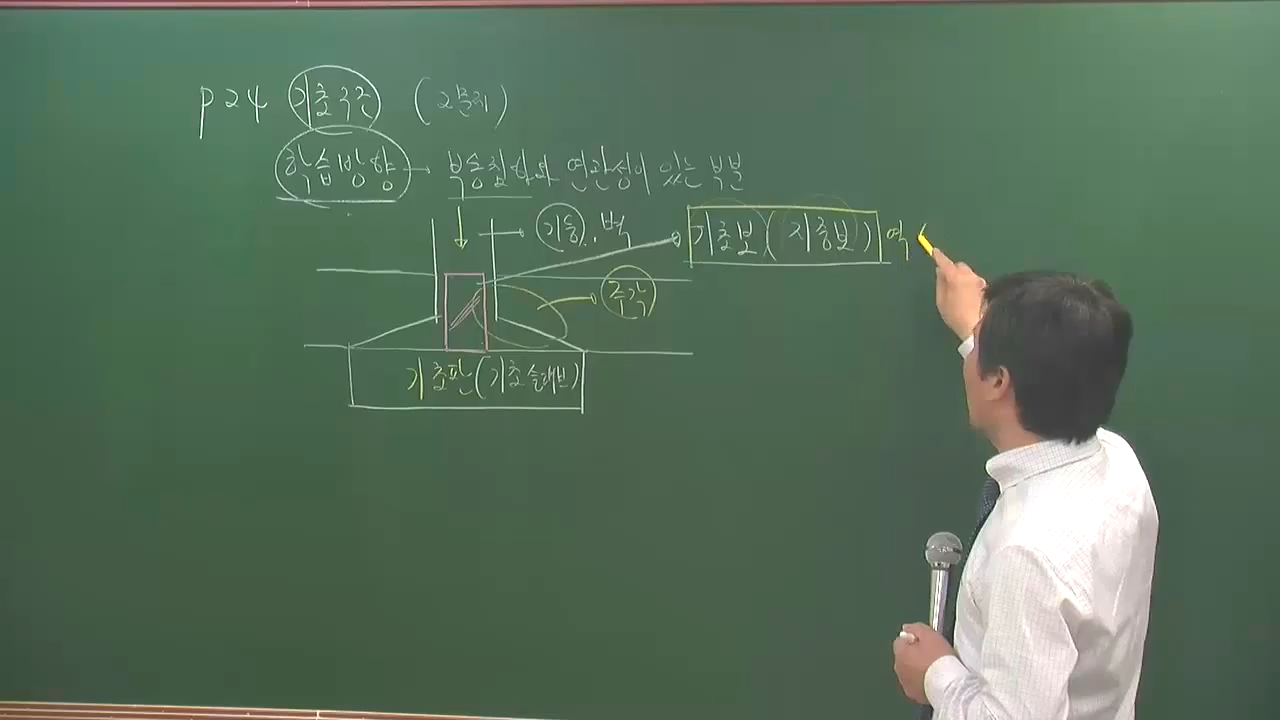 P24 기초구조 (2문제)
학습방향 → 부동침하와 연관성이 있는 부분
기둥, 벽
기초보(지중보) 역
주각
기초판(기초슬래브)